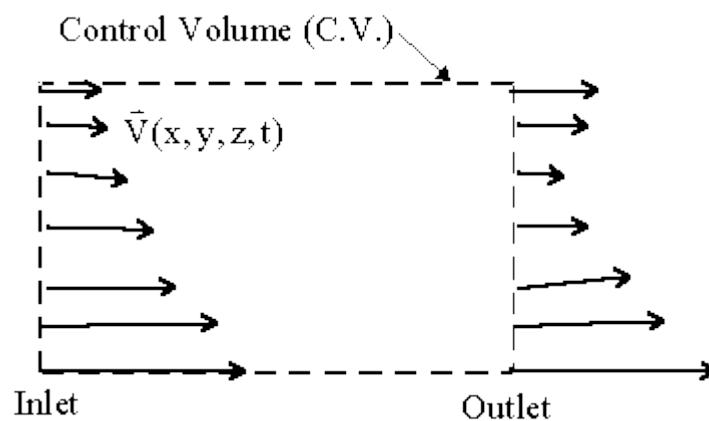 Control Volume (C.V.)
V⃗(x, y, z, t)
Inlet
Outlet